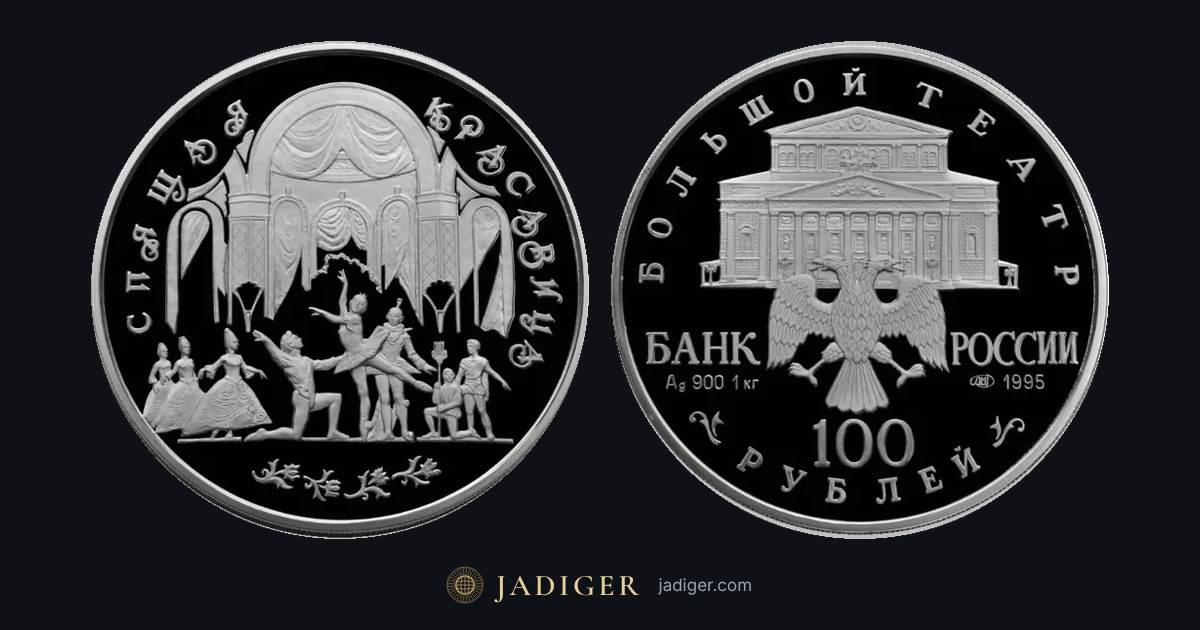 СПЯЩАЯ КРАСАВИЦА
БОЛЬШОЙ ТЕАТР
БАНК РОССИИ
Ag 900 1 кг
1995
100
РУБЛЕЙ
JADIGER jadiger.com